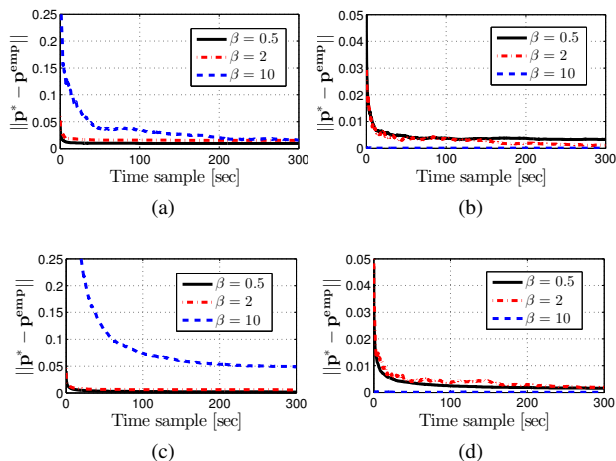 0.25
0.2
0.15
0.1
0.05
0
||p* − p^emp||
β = 0.5
β = 2
β = 10
0
100
200
300
Time sample [sec]
(a)
0.05
0.04
0.03
0.02
0.01
0
||p* − p^emp||
β = 0.5
β = 2
β = 10
0
100
200
300
Time sample [sec]
(b)
0.25
0.2
0.15
0.1
0.05
0
||p* − p^emp||
β = 0.5
β = 2
β = 10
0
100
200
300
Time sample [sec]
(c)
0.05
0.04
0.03
0.02
0.01
0
||p* − p^emp||
β = 0.5
β = 2
β = 10
0
100
200
300
Time sample [sec]
(d)